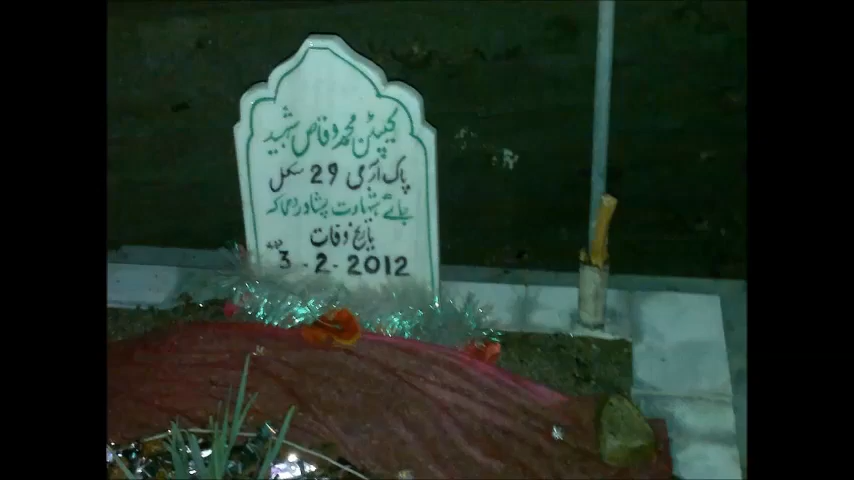 کیپٹن محمد وقاص شہید
پاک آرمی 29 سگنل
جائے شہادت پشاور دھماکہ
تاریخ وفات
3-2-2012